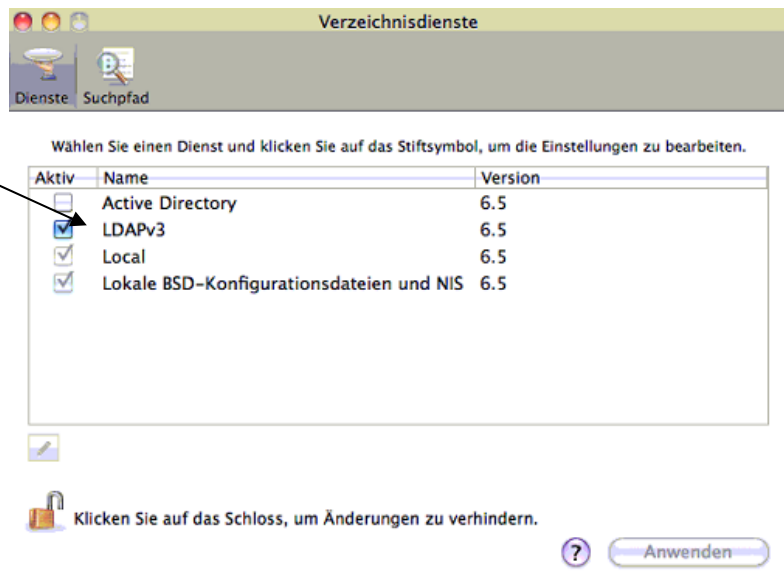 Verzeichnisdienste
Dienste Suchpfad
Wählen Sie einen Dienst und klicken Sie auf das Stiftsymbol, um die Einstellungen zu bearbeiten.
Aktiv Name Version
Active Directory 6.5
LDAPv3 6.5
Local 6.5
Lokale BSD-Konfigurationsdateien und NIS 6.5
Klicken Sie auf das Schloss, um Änderungen zu verhindern.
? Anwenden